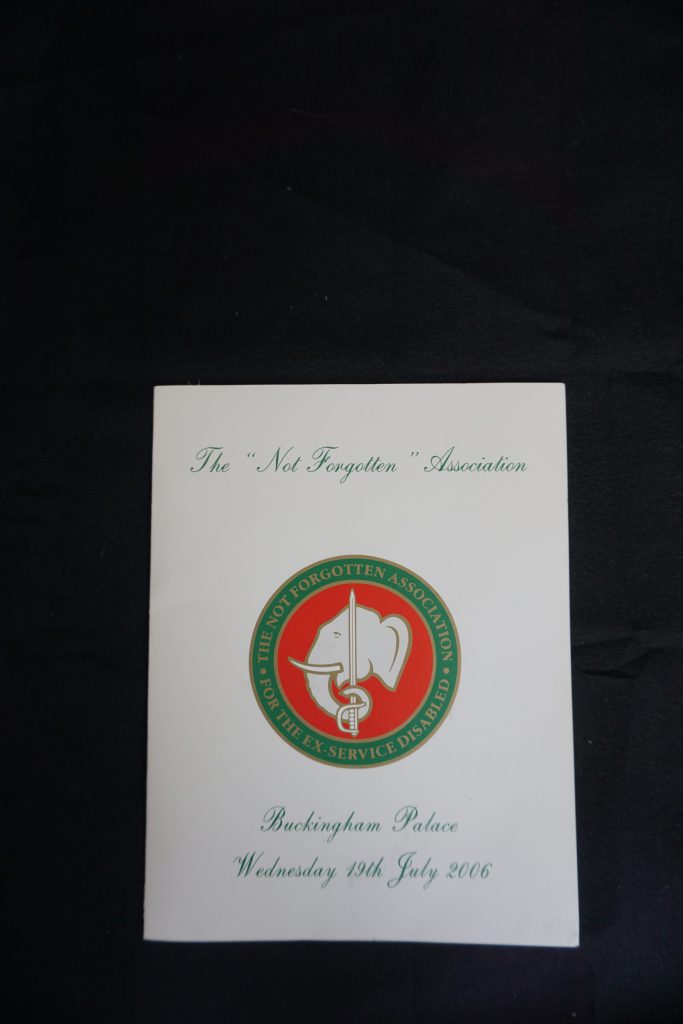 The "Not Forgotten" Association
THE NOT FORGOTTEN ASSOCIATION
• FOR THE EX-SERVICE DISABLED •
Buckingham Palace
Wednesday 19th July 2006